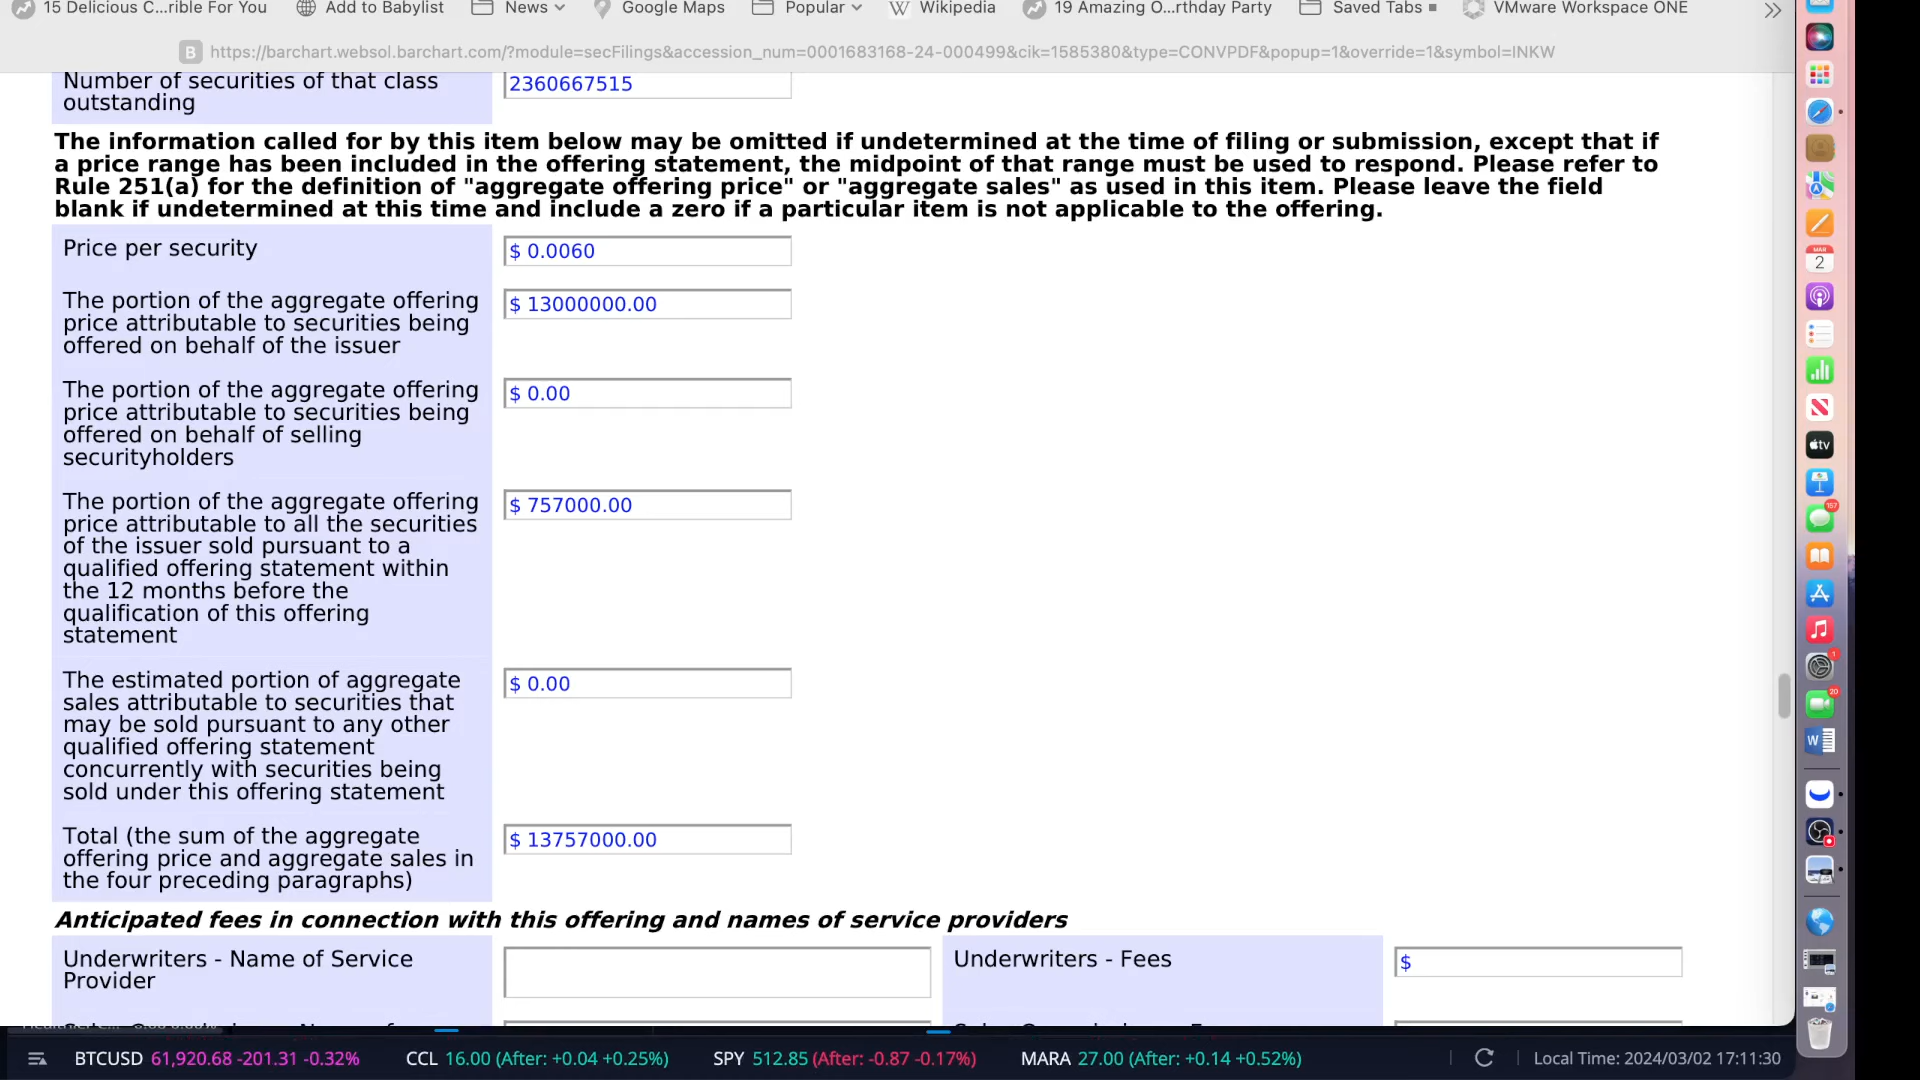 15 Delicious C...rible For You Add to Babylist News Google Maps Popular Wikipedia 19 Amazing O...rthday Party Saved Tabs VMware Workspace ONE
https://barchart.websol.barchart.com/?module=secFilings&accession_num=0001683168-24-000499&cik=1585380&type=CONVPDF&popup=1&override=1&symbol=INKW
Number of securities of that class
outstanding
2360667515
The information called for by this item below may be omitted if undetermined at the time of filing or submission, except that if
a price range has been included in the offering statement, the midpoint of that range must be used to respond. Please refer to
Rule 251(a) for the definition of "aggregate offering price" or "aggregate sales" as used in this item. Please leave the field
blank if undetermined at this time and include a zero if a particular item is not applicable to the offering.
Price per security
$ 0.0060
The portion of the aggregate offering
price attributable to securities being
offered on behalf of the issuer
$ 13000000.00
The portion of the aggregate offering
price attributable to securities being
offered on behalf of selling
securityholders
$ 0.00
The portion of the aggregate offering
price attributable to all the securities
of the issuer sold pursuant to a
qualified offering statement within
the 12 months before the
qualification of this offering
statement
$ 757000.00
The estimated portion of aggregate
sales attributable to securities that
may be sold pursuant to any other
qualified offering statement
concurrently with securities being
sold under this offering statement
$ 0.00
Total (the sum of the aggregate
offering price and aggregate sales in
the four preceding paragraphs)
$ 13757000.00
Anticipated fees in connection with this offering and names of service providers
Underwriters - Name of Service
Provider
Underwriters - Fees
$
BTCUSD 61,920.68 -201.31 -0.32% CCL 16.00 (After: +0.04 +0.25%) SPY 512.85 (After: -0.87 -0.17%) MARA 27.00 (After: +0.14 +0.52%) Local Time: 2024/03/02 17:11:30
MAR
2
tv
157
1
20
W